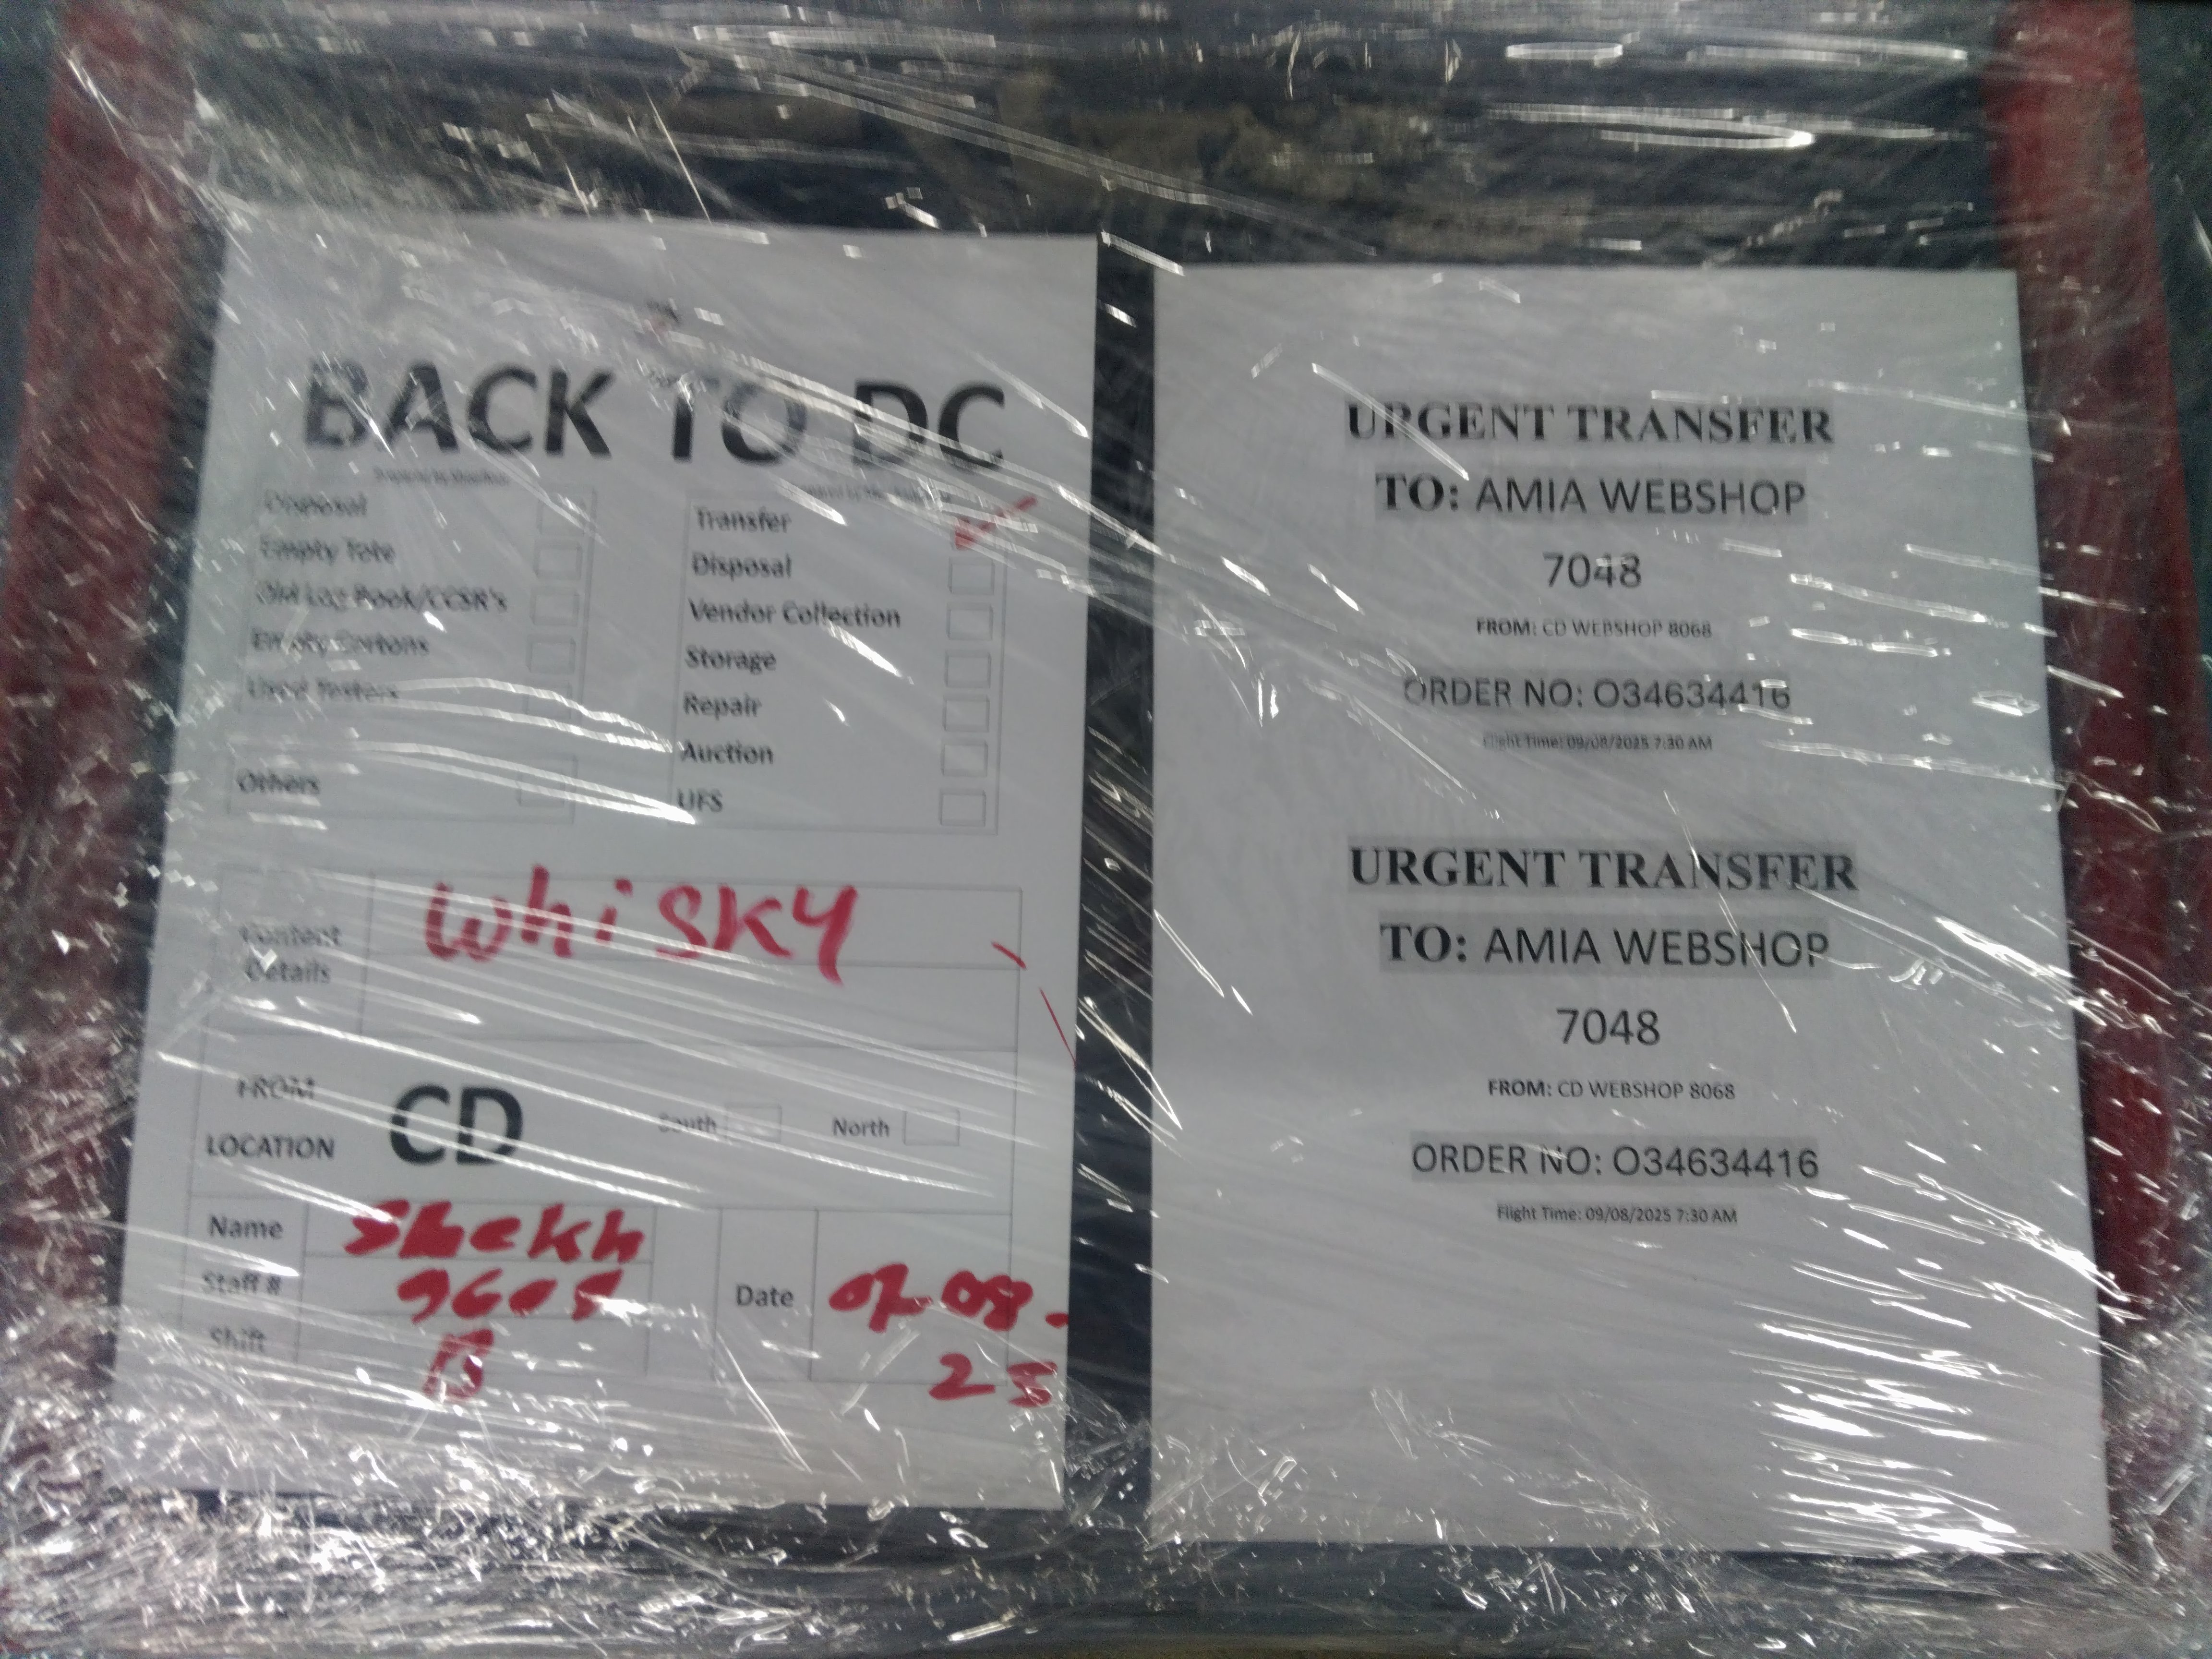 BACK TO DC
Disposal
Empty Tote
Old Log Book/CCSR's
Empty Cartons
Used Testers
Others
Transfer
Disposal
Vendor Collection
Storage
Repair
Auction
UFS
Content
Details
Whisky
FROM
LOCATION
CD
South
North
Name
Shekh
Staff #
Shift
B
Date
08-
25
URGENT TRANSFER
TO: AMIA WEBSHOP
7048
FROM: CD WEBSHOP 8068
ORDER NO: O34634416
Flight Time: 09/08/2025 7:30 AM
URGENT TRANSFER
TO: AMIA WEBSHOP
7048
FROM: CD WEBSHOP 8068
ORDER NO: O34634416
Flight Time: 09/08/2025 7:30 AM